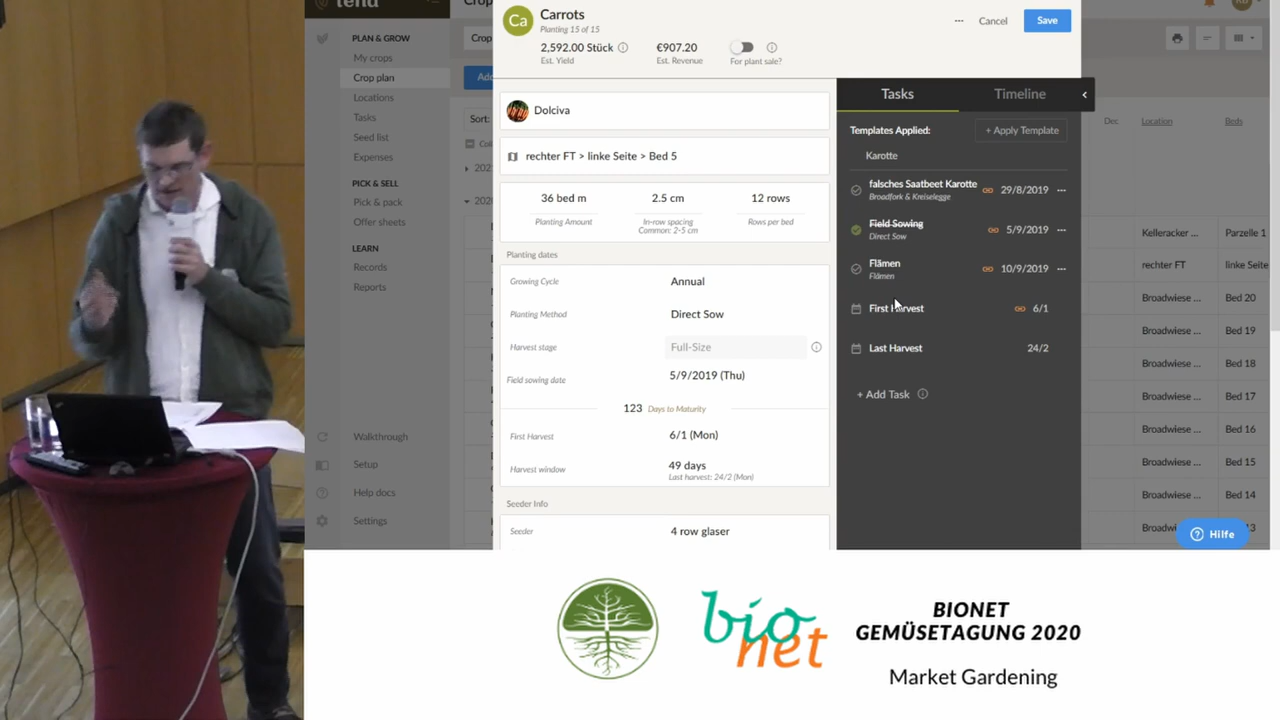 tend
PLAN & GROW
My crops
Crop plan
Locations
Tasks
Seed list
Expenses
PICK & SELL
Pick & pack
Offer sheets
LEARN
Records
Reports
Walkthrough
Setup
Help docs
Settings
Ca
Carrots
Planting 15 of 15
Cancel
Save
2,592.00 Stück
Est. Yield
€907.20
Est. Revenue
For plant sale?
Dolciva
rechter FT > linke Seite > Bed 5
36 bed m
Planting Amount
2.5 cm
In-row spacing
Common: 2-5 cm
12 rows
Rows per bed
Planting dates
Growing Cycle
Annual
Planting Method
Direct Sow
Harvest stage
Full-Size
Field sowing date
5/9/2019 (Thu)
123 Days to Maturity
First Harvest
6/1 (Mon)
Harvest window
49 days
Last harvest: 24/2 (Mon)
Seeder Info
Seeder
4 row glaser
Tasks
Timeline
Templates Applied:
+ Apply Template
Karotte
falsches Saatbeet Karotte
Broadfork & Kreiselegge
29/8/2019
Field Sowing
Direct Sow
5/9/2019
Flämen
Flämen
10/9/2019
First Harvest
6/1
Last Harvest
24/2
+ Add Task
Sort:
Dec
Location
Beds
Kelleracker ...
Parzelle 1
rechter FT
linke Seite
Broadwiese ...
Bed 20
Broadwiese ...
Bed 19
Broadwiese ...
Bed 18
Broadwiese ...
Bed 17
Broadwiese ...
Bed 16
Broadwiese ...
Bed 15
Broadwiese ...
Bed 14
Hilfe
bionet
BIONET
GEMÜSETAGUNG 2020
Market Gardening